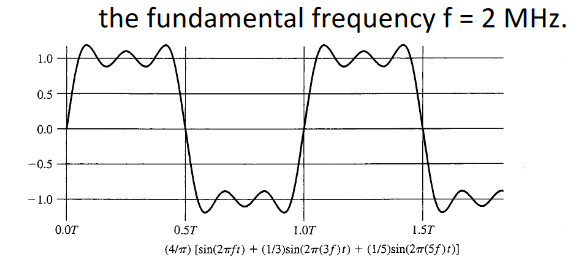 the fundamental frequency f = 2 MHz.
1.0
0.5
0.0
−0.5
−1.0
0.0T 0.5T 1.0T 1.5T
(4/π) [sin(2πft) + (1/3)sin(2π(3f)t) + (1/5)sin(2π(5f)t)]